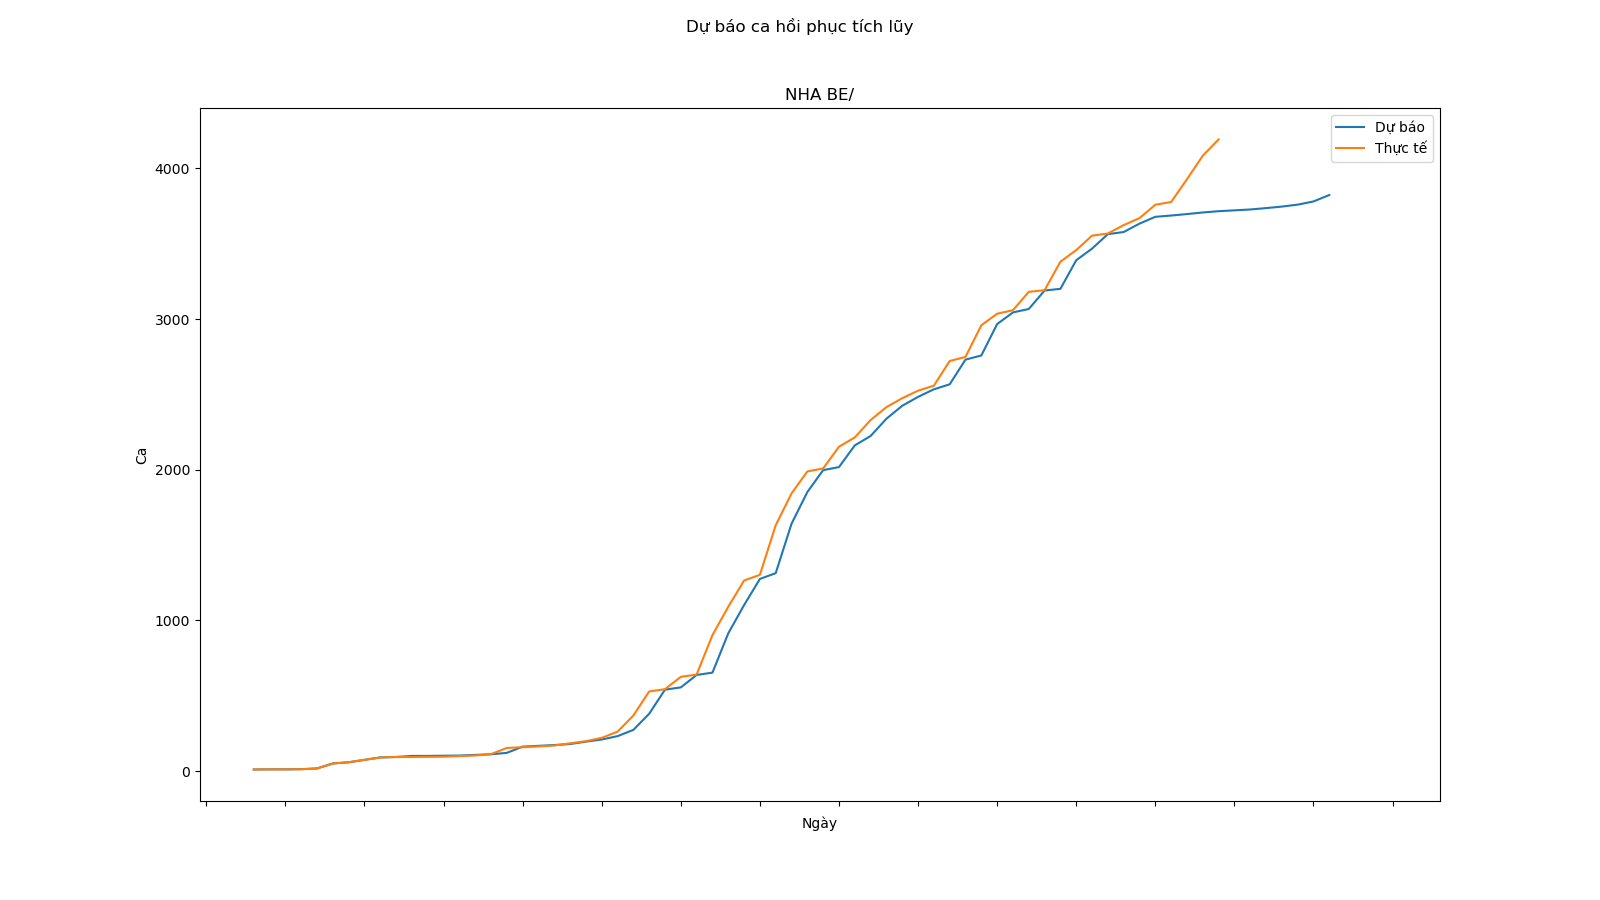 Dự báo ca hồi phục tích lũy
NHA BE/
Dự báo
Thực tế
4000
3000
2000
1000
0
Ca
Ngày